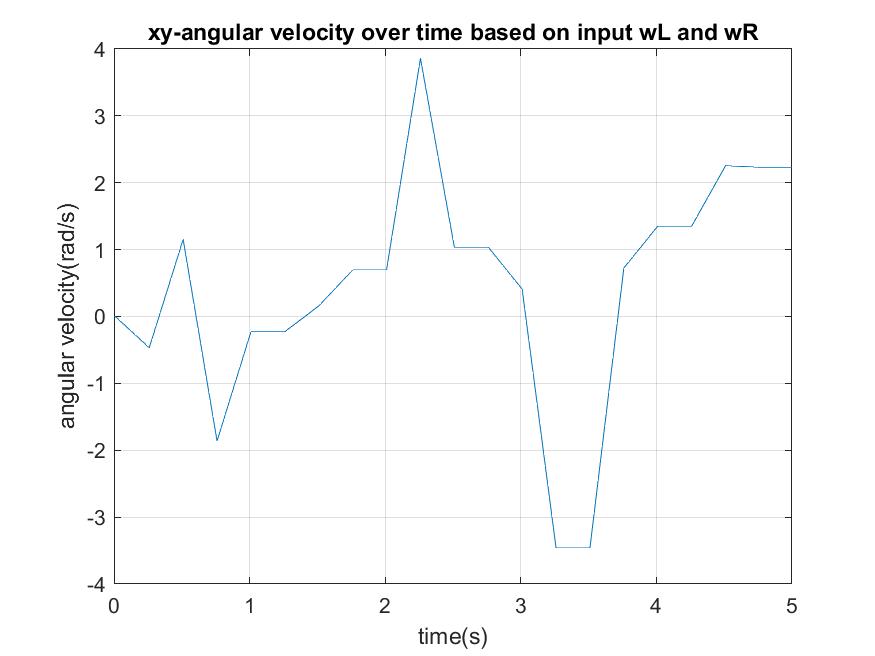 xy-angular velocity over time based on input wL and wR
4
3
2
1
0
-1
-2
-3
-4
angular velocity(rad/s)
0 1 2 3 4 5
time(s)